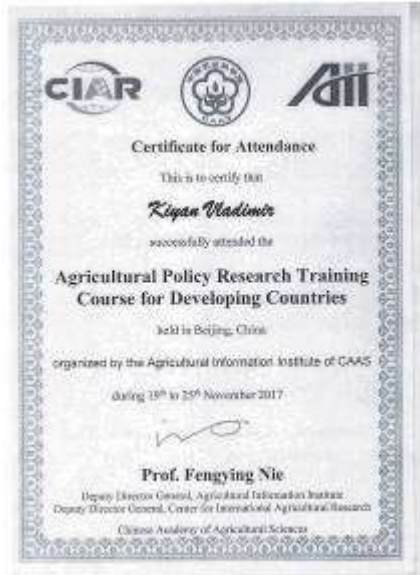 CIAR
CAAS
Aii
Certificate for Attendance
This is to certify that
Kiyan Vladimir
successfully attended the
Agricultural Policy Research Training
Course for Developing Countries
held in Beijing, China
organized by the Agricultural Information Institute of CAAS
during 19th to 25th November 2017
Prof. Fengying Nie
Deputy Director General, Agricultural Information Institute
Deputy Director General, Center for International Agricultural Research
Chinese Academy of Agricultural Sciences